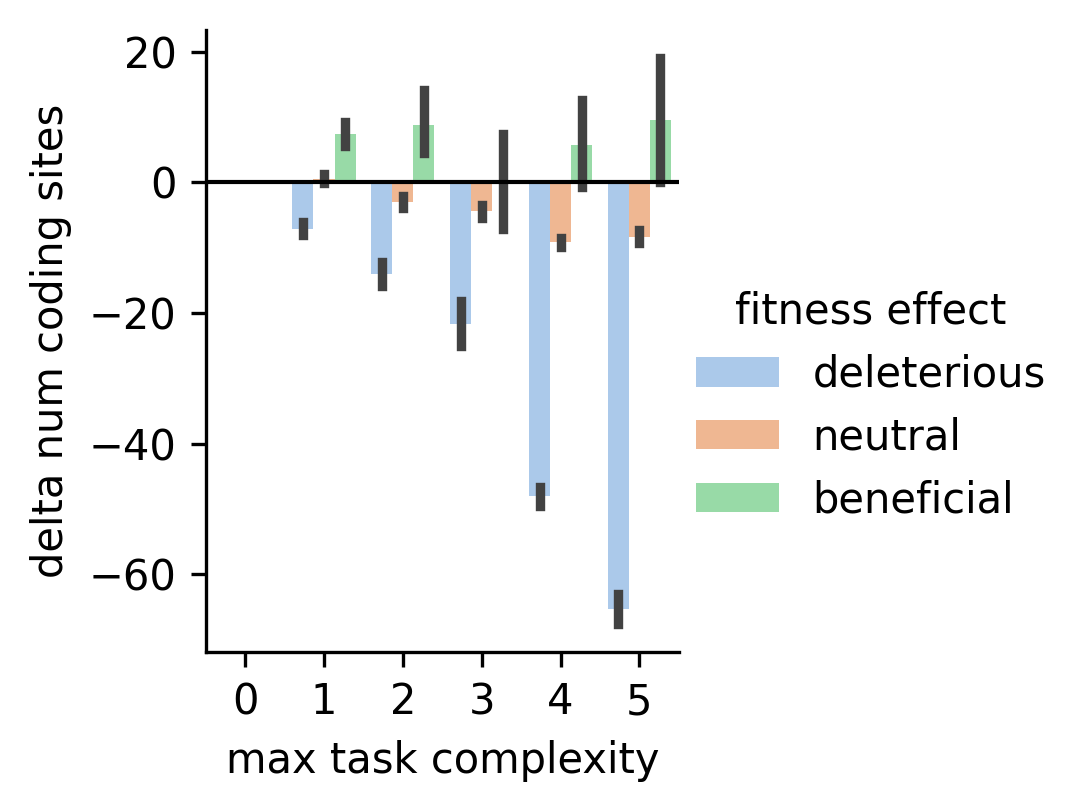 20
0
−20
−40
−60
delta num coding sites
0 1 2 3 4 5
max task complexity
fitness effect
deleterious
neutral
beneficial